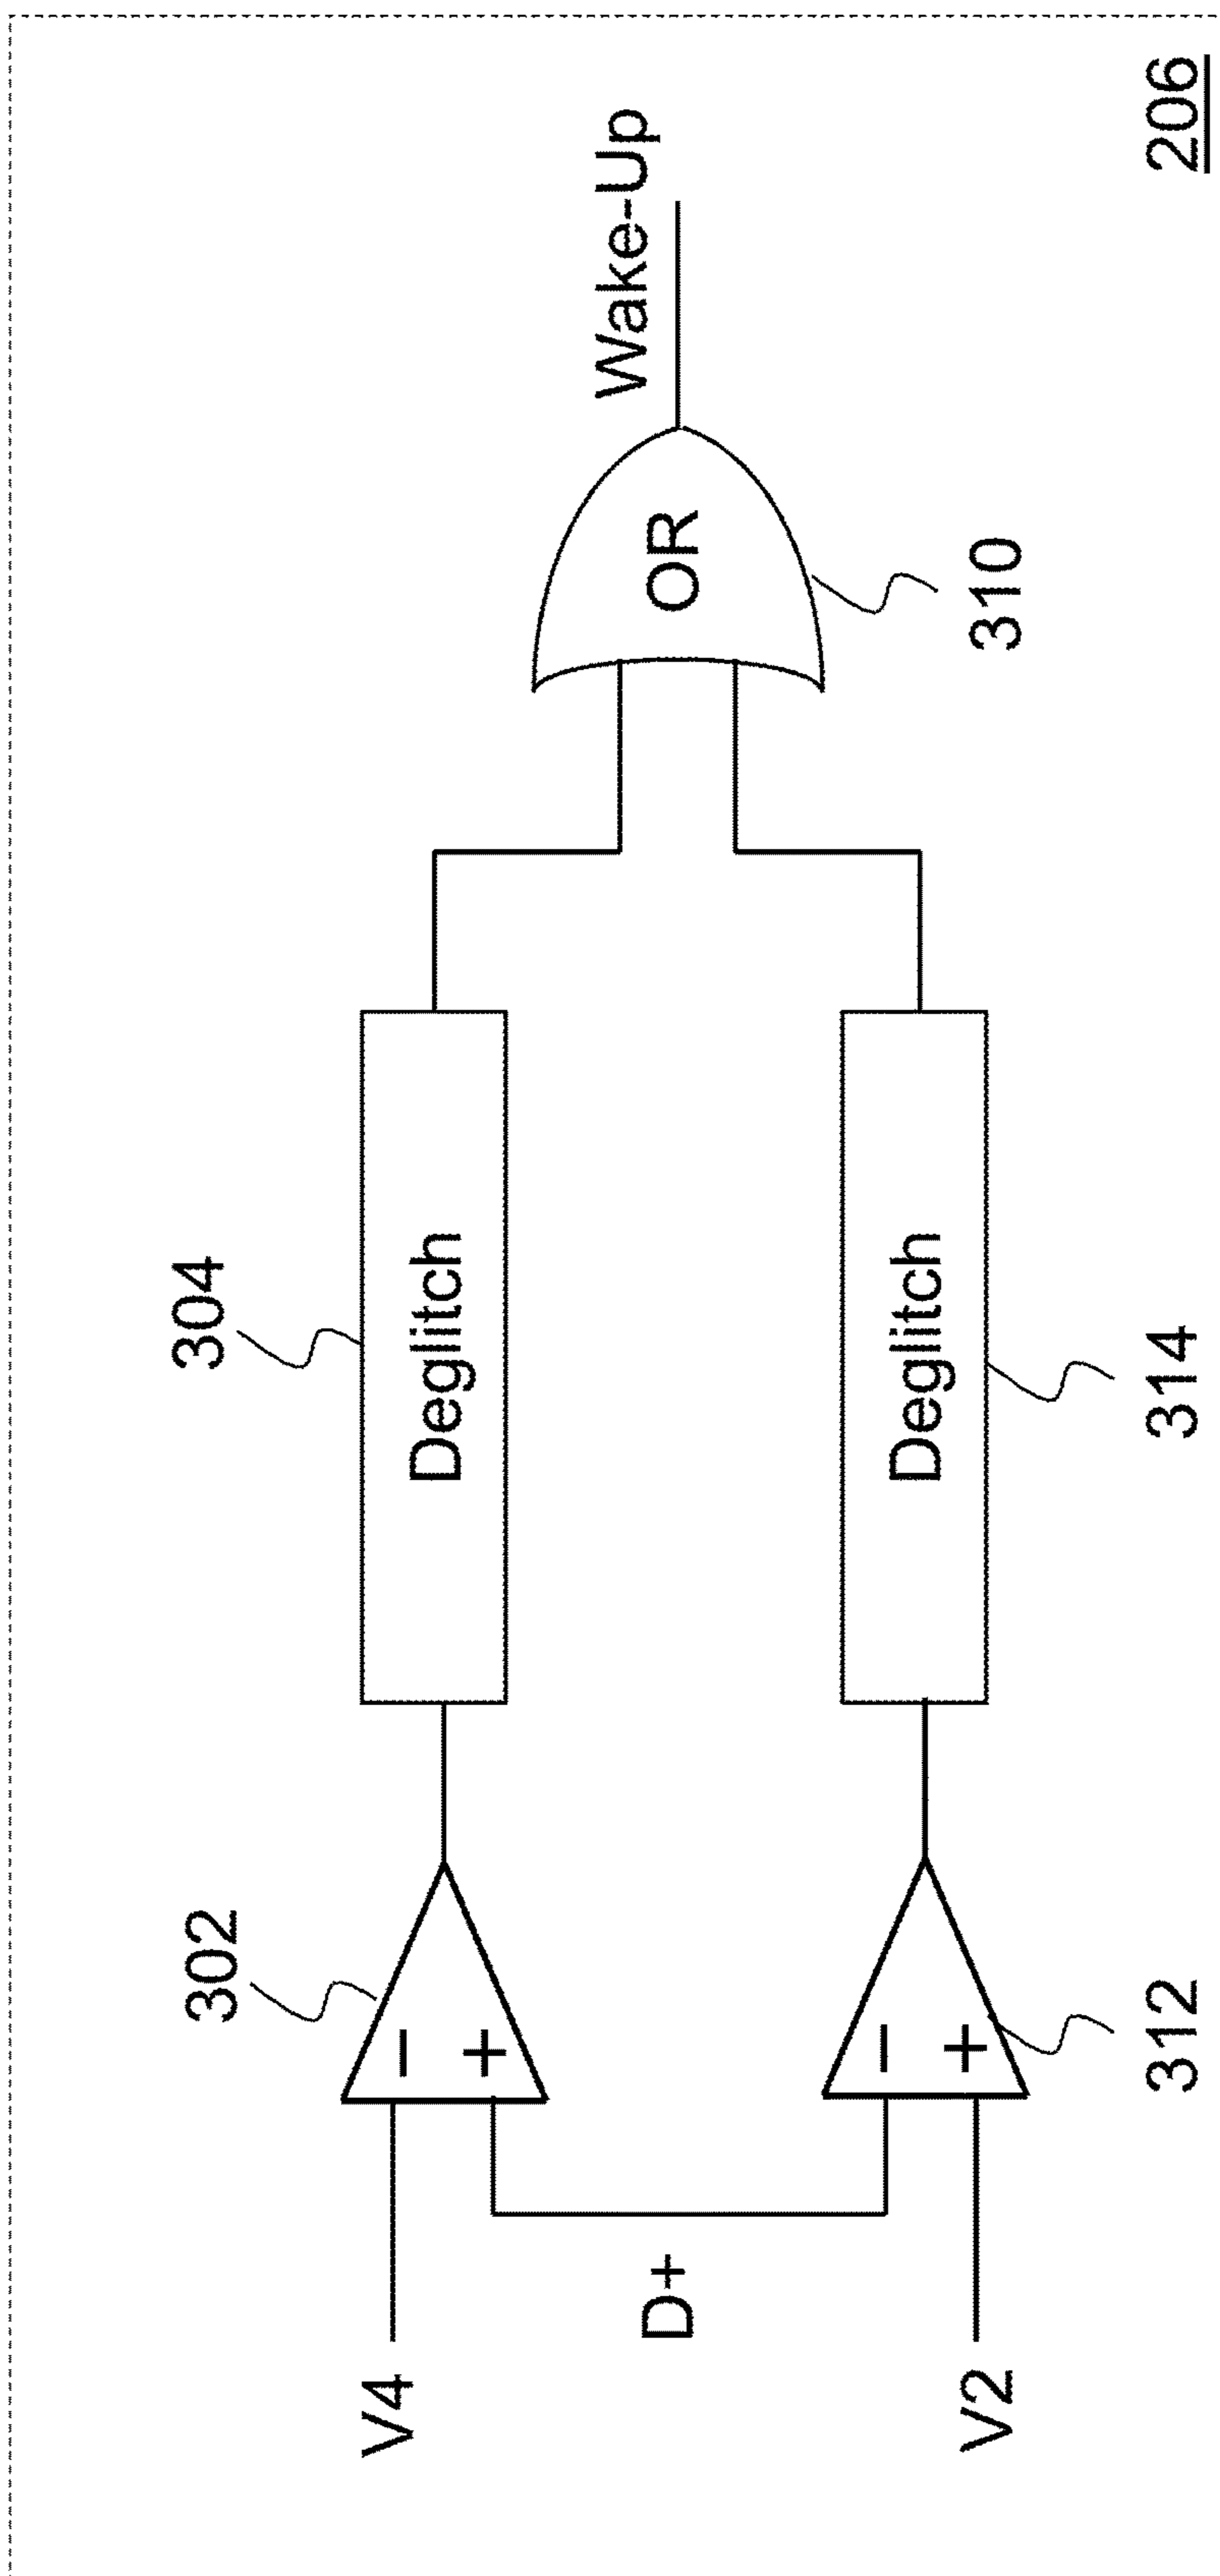 302
304
V4
−
+
Deglitch
D+
OR
Wake-Up
310
V2
−
+
Deglitch
312
314
206